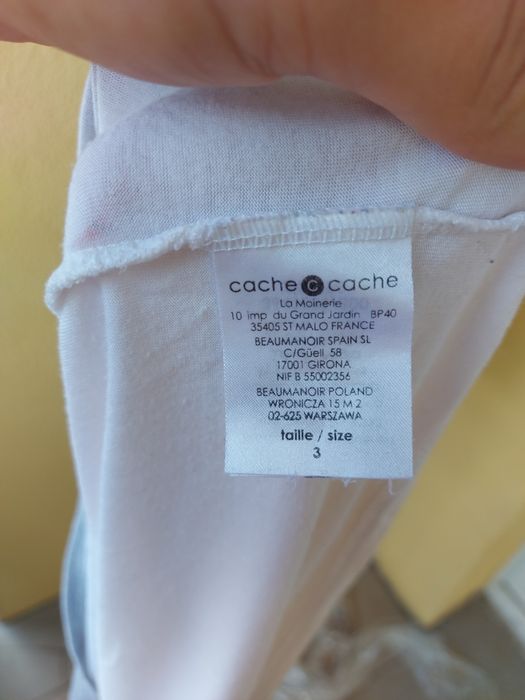 cache c cache
La Moinerie
10 imp du Grand Jardin BP40
35405 ST MALO FRANCE
BEAUMANOIR SPAIN SL
C/Güell 58
17001 GIRONA
NIF B 55002356
BEAUMANOIR POLAND
WRONICZA 15 M 2
02-625 WARSZAWA
taille / size
3